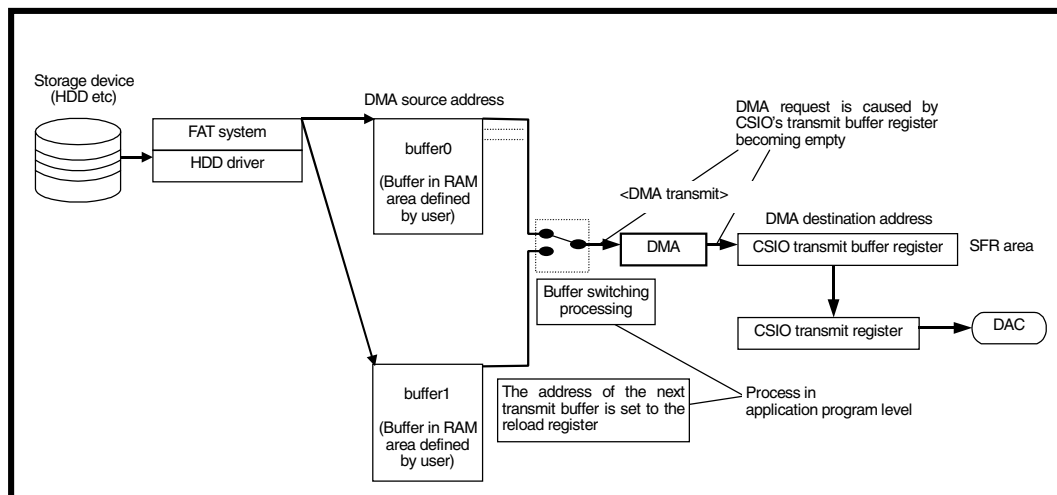 Storage device
(HDD etc)
FAT system
HDD driver
DMA source address
buffer0
(Buffer in RAM
area defined
by user)
buffer1
(Buffer in RAM
area defined
by user)
DMA request is caused by
CSIO's transmit buffer register
becoming empty
<DMA transmit>
DMA
DMA destination address
CSIO transmit buffer register
SFR area
CSIO transmit register
DAC
Buffer switching
processing
The address of the next
transmit buffer is set to the
reload register
Process in
application program level